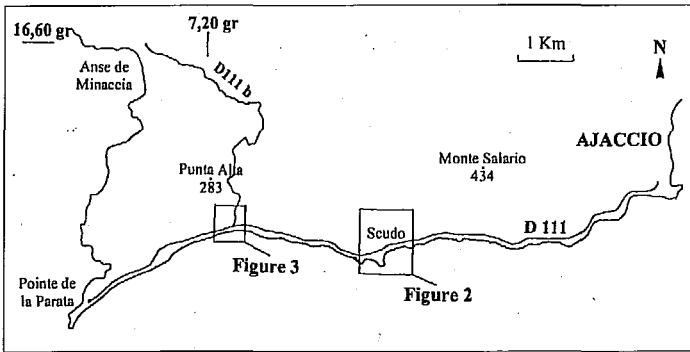 16,60 gr
7,20 gr
1 Km
N
Anse de
Minaccia
D111 b
AJACCIO
Punta Alta
283
Monte Salario
434
Scudo
D 111
Figure 3
Figure 2
Pointe de
la Parata